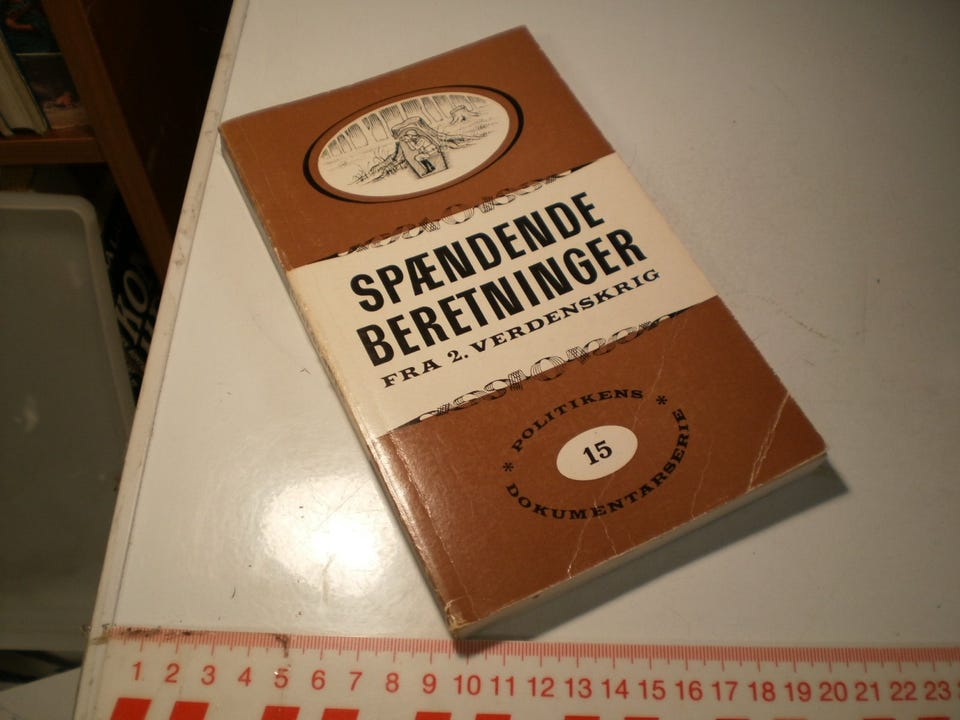 SPÆNDENDE
BERETNINGER
FRA 2. VERDENSKRIG
* POLITIKENS *
15
DOKUMENTARSERIE
1 2 3 4 5 6 7 8 9 10 11 12 13 14 15 16 17 18 19 20 21 22 23